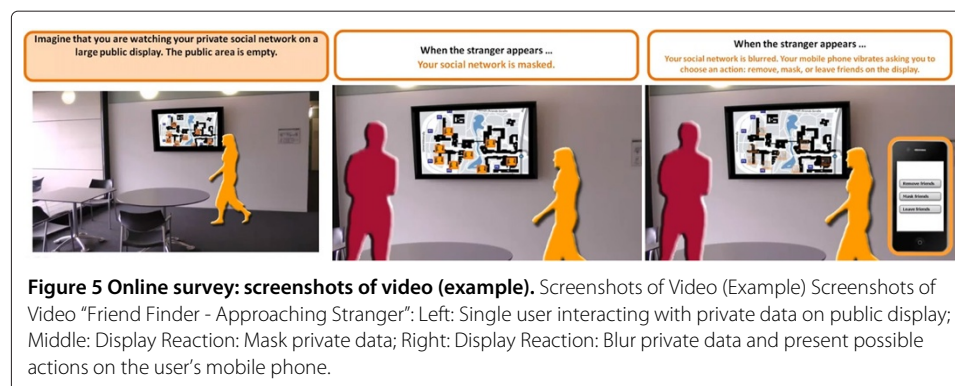 Imagine that you are watching your private social network on a
large public display. The public area is empty.
When the stranger appears ...
Your social network is masked.
When the stranger appears ...
Your social network is blurred. Your mobile phone vibrates asking you to
choose an action: remove, mask, or leave friends on the display.
Remove friends
Mask friends
Leave friends
Figure 5 Online survey: screenshots of video (example). Screenshots of Video (Example) Screenshots of
Video “Friend Finder - Approaching Stranger”: Left: Single user interacting with private data on public display;
Middle: Display Reaction: Mask private data; Right: Display Reaction: Blur private data and present possible
actions on the user’s mobile phone.